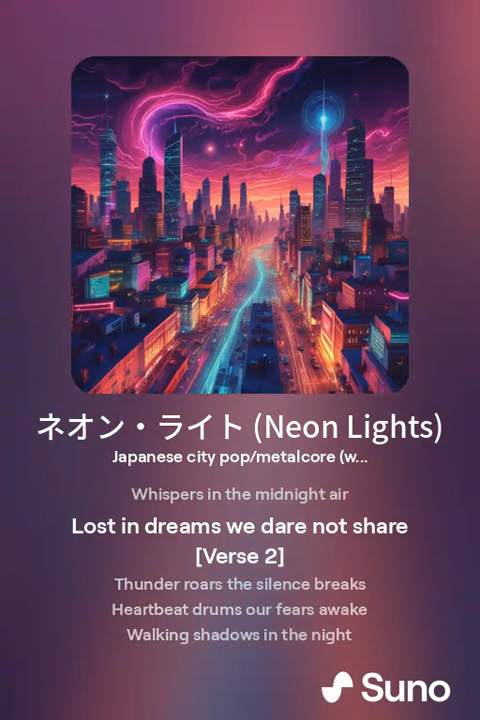 ネオン・ライト (Neon Lights)
Japanese city pop/metalcore (w...
Whispers in the midnight air
Lost in dreams we dare not share
[Verse 2]
Thunder roars the silence breaks
Heartbeat drums our fears awake
Walking shadows in the night
Suno